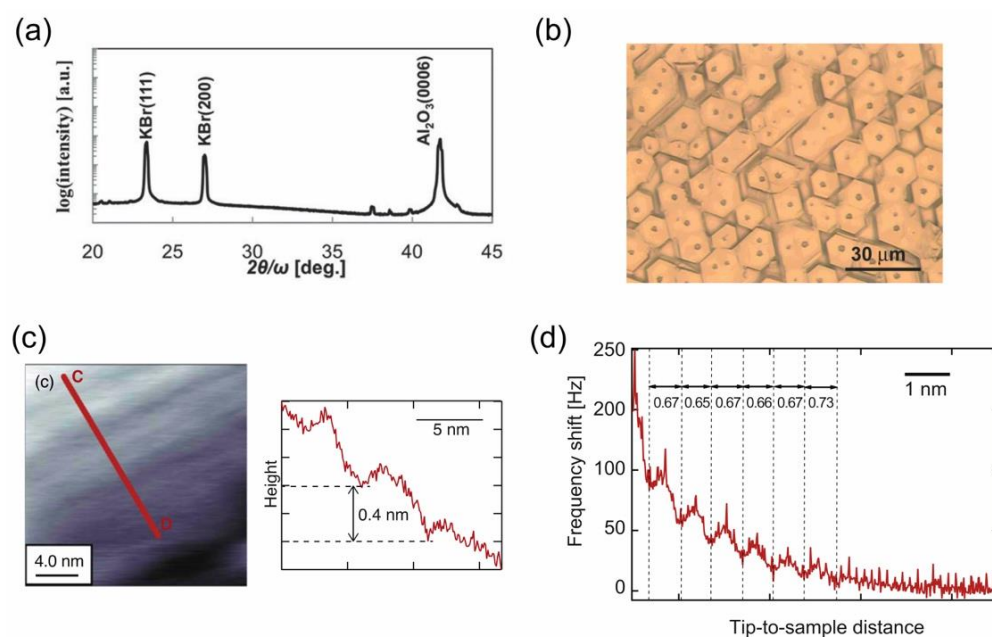 (a)
log(intensity) [a.u.]
KBr(111)
KBr(200)
Al2O3(0006)
20 25 30 35 40 45
2θ/ω [deg.]
(b)
30 μm
(c)
(c)
C
D
4.0 nm
Height
5 nm
0.4 nm
(d)
Frequency shift [Hz]
250
200
100
50
0
1 nm
0.67 0.65 0.67 0.66 0.67 0.73
Tip-to-sample distance